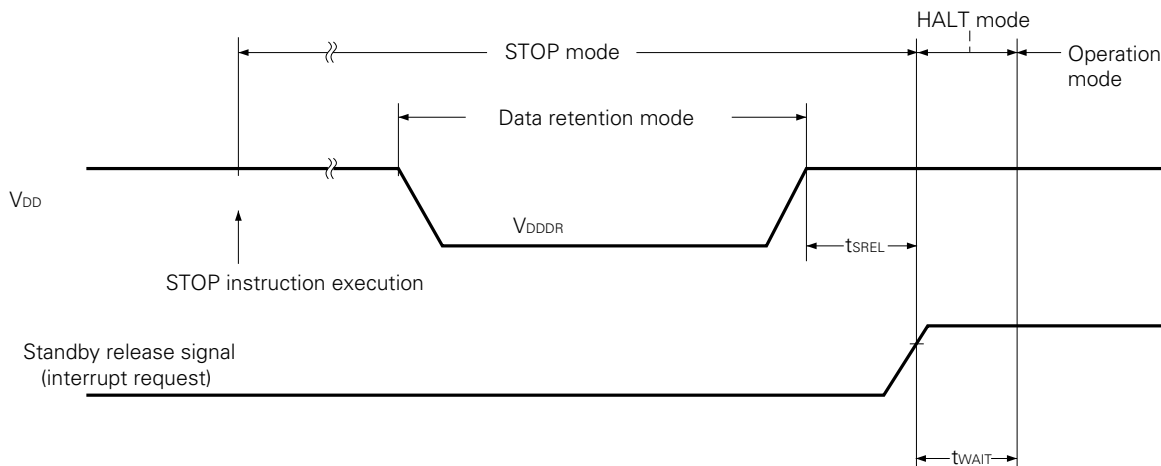 HALT mode
STOP mode
Operation
mode
Data retention mode
VDD
VDDDR
tSREL
STOP instruction execution
Standby release signal
(interrupt request)
tWAIT